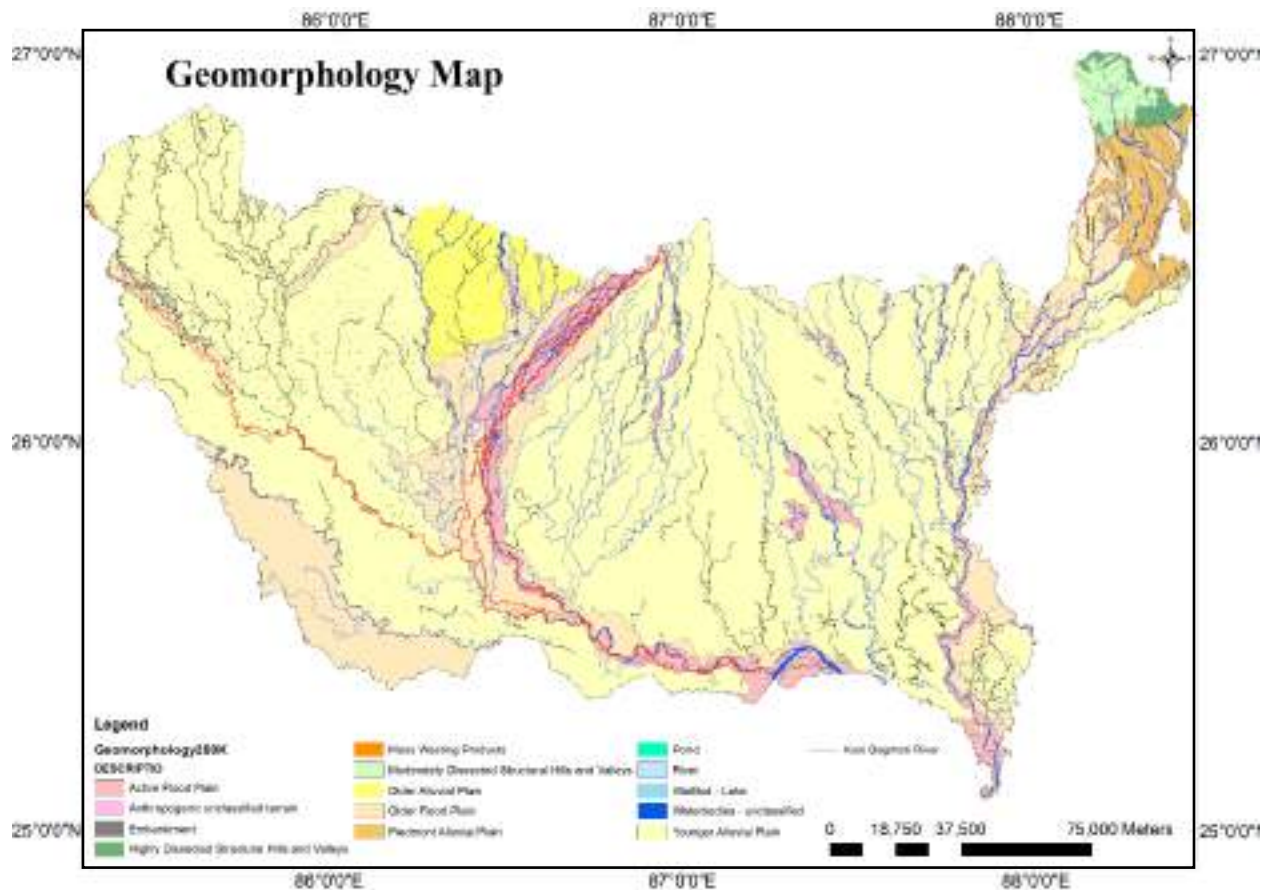 86°0'0"E 87°0'0"E 88°0'0"E
27°0'0"N 27°0'0"N
Geomorphology Map
26°0'0"N 26°0'0"N
Legend
Geomorphology250K
DESCRIPTIO
Active Flood Plain
Anthropogenic unclassified terrain
Embankment
Highly Dissected Structural Hills and Valleys
Mass Wasting Products
Moderately Dissected Structural Hills and Valleys
Older Alluvial Plain
Older Flood Plain
Piedmont Alluvial Plain
Pond
River
Lake
Waterbodies - unclassified
Younger Alluvial Plain
Kosi Bagmati River
0 18,750 37,500 75,000 Meters
25°0'0"N 25°0'0"N
86°0'0"E 87°0'0"E 88°0'0"E